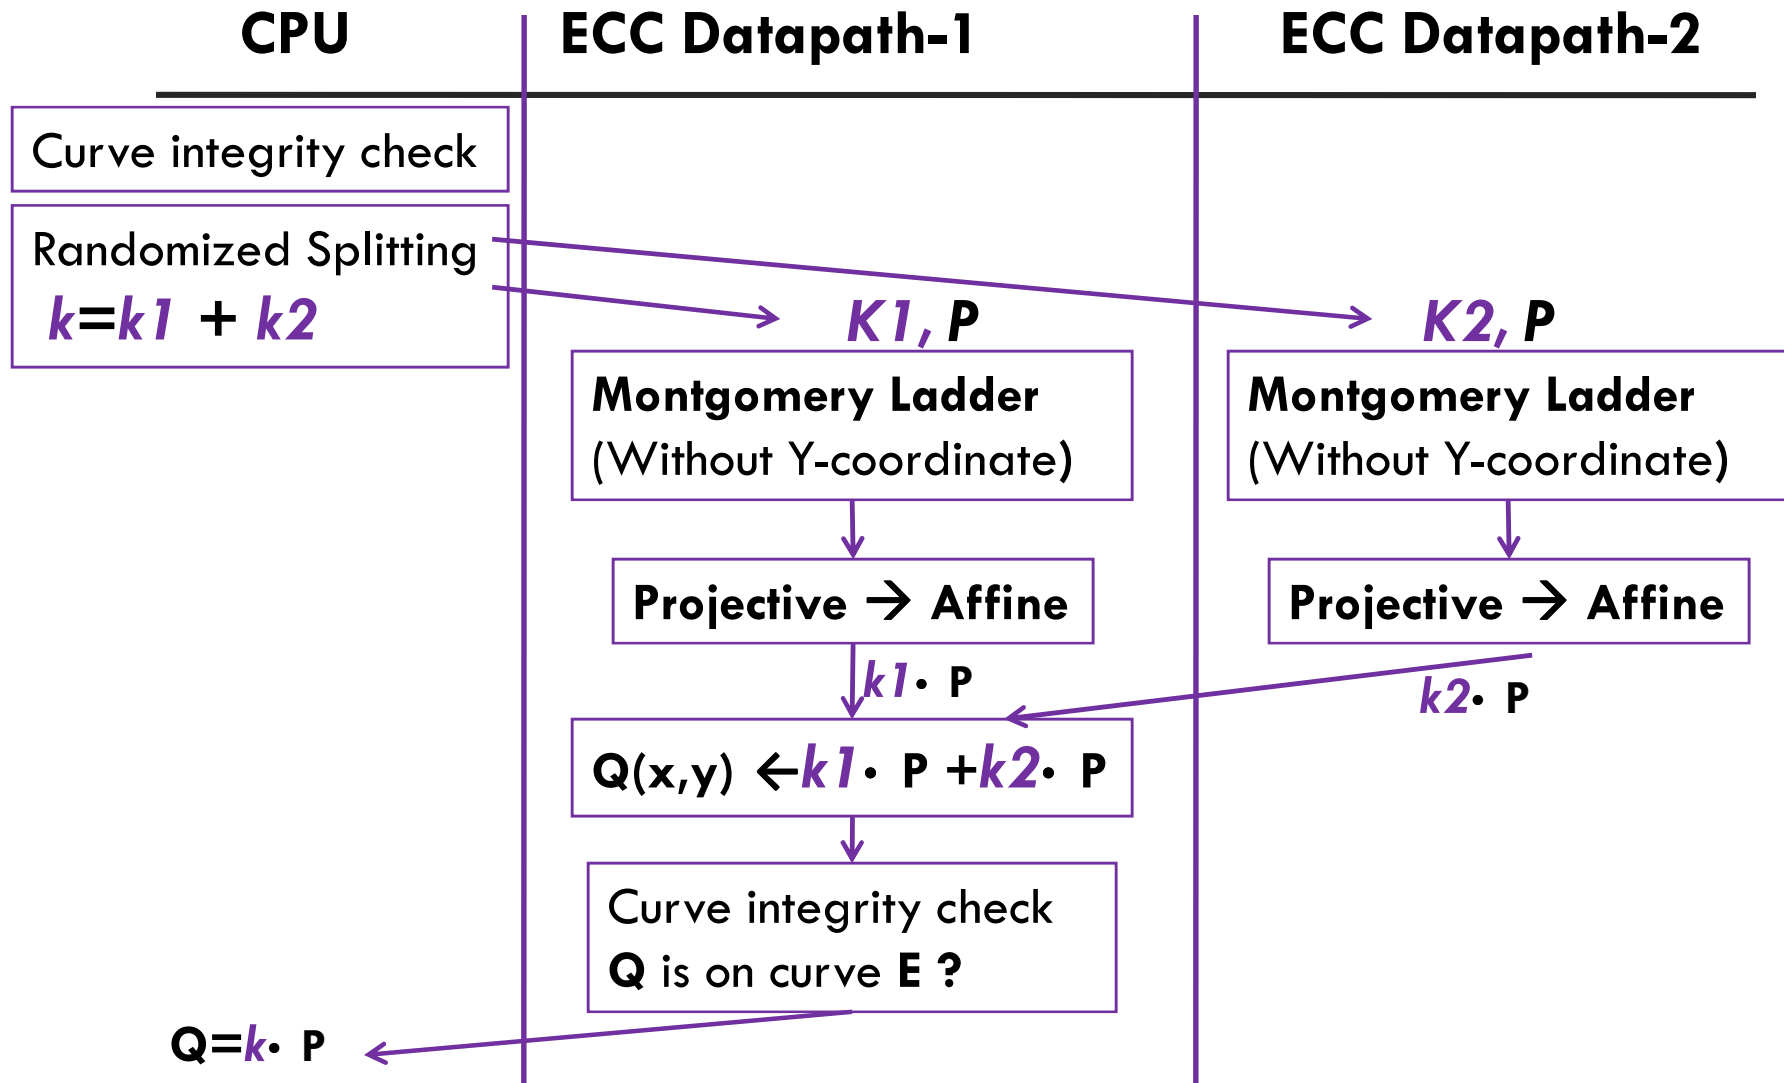 CPU
ECC Datapath-1
ECC Datapath-2
Curve integrity check
Randomized Splitting
k=k1 + k2
K1, P
K2, P
Montgomery Ladder
(Without Y-coordinate)
Montgomery Ladder
(Without Y-coordinate)
Projective → Affine
Projective → Affine
k1· P
k2· P
Q(x,y) ←k1· P +k2· P
Curve integrity check
Q is on curve E ?
Q=k· P